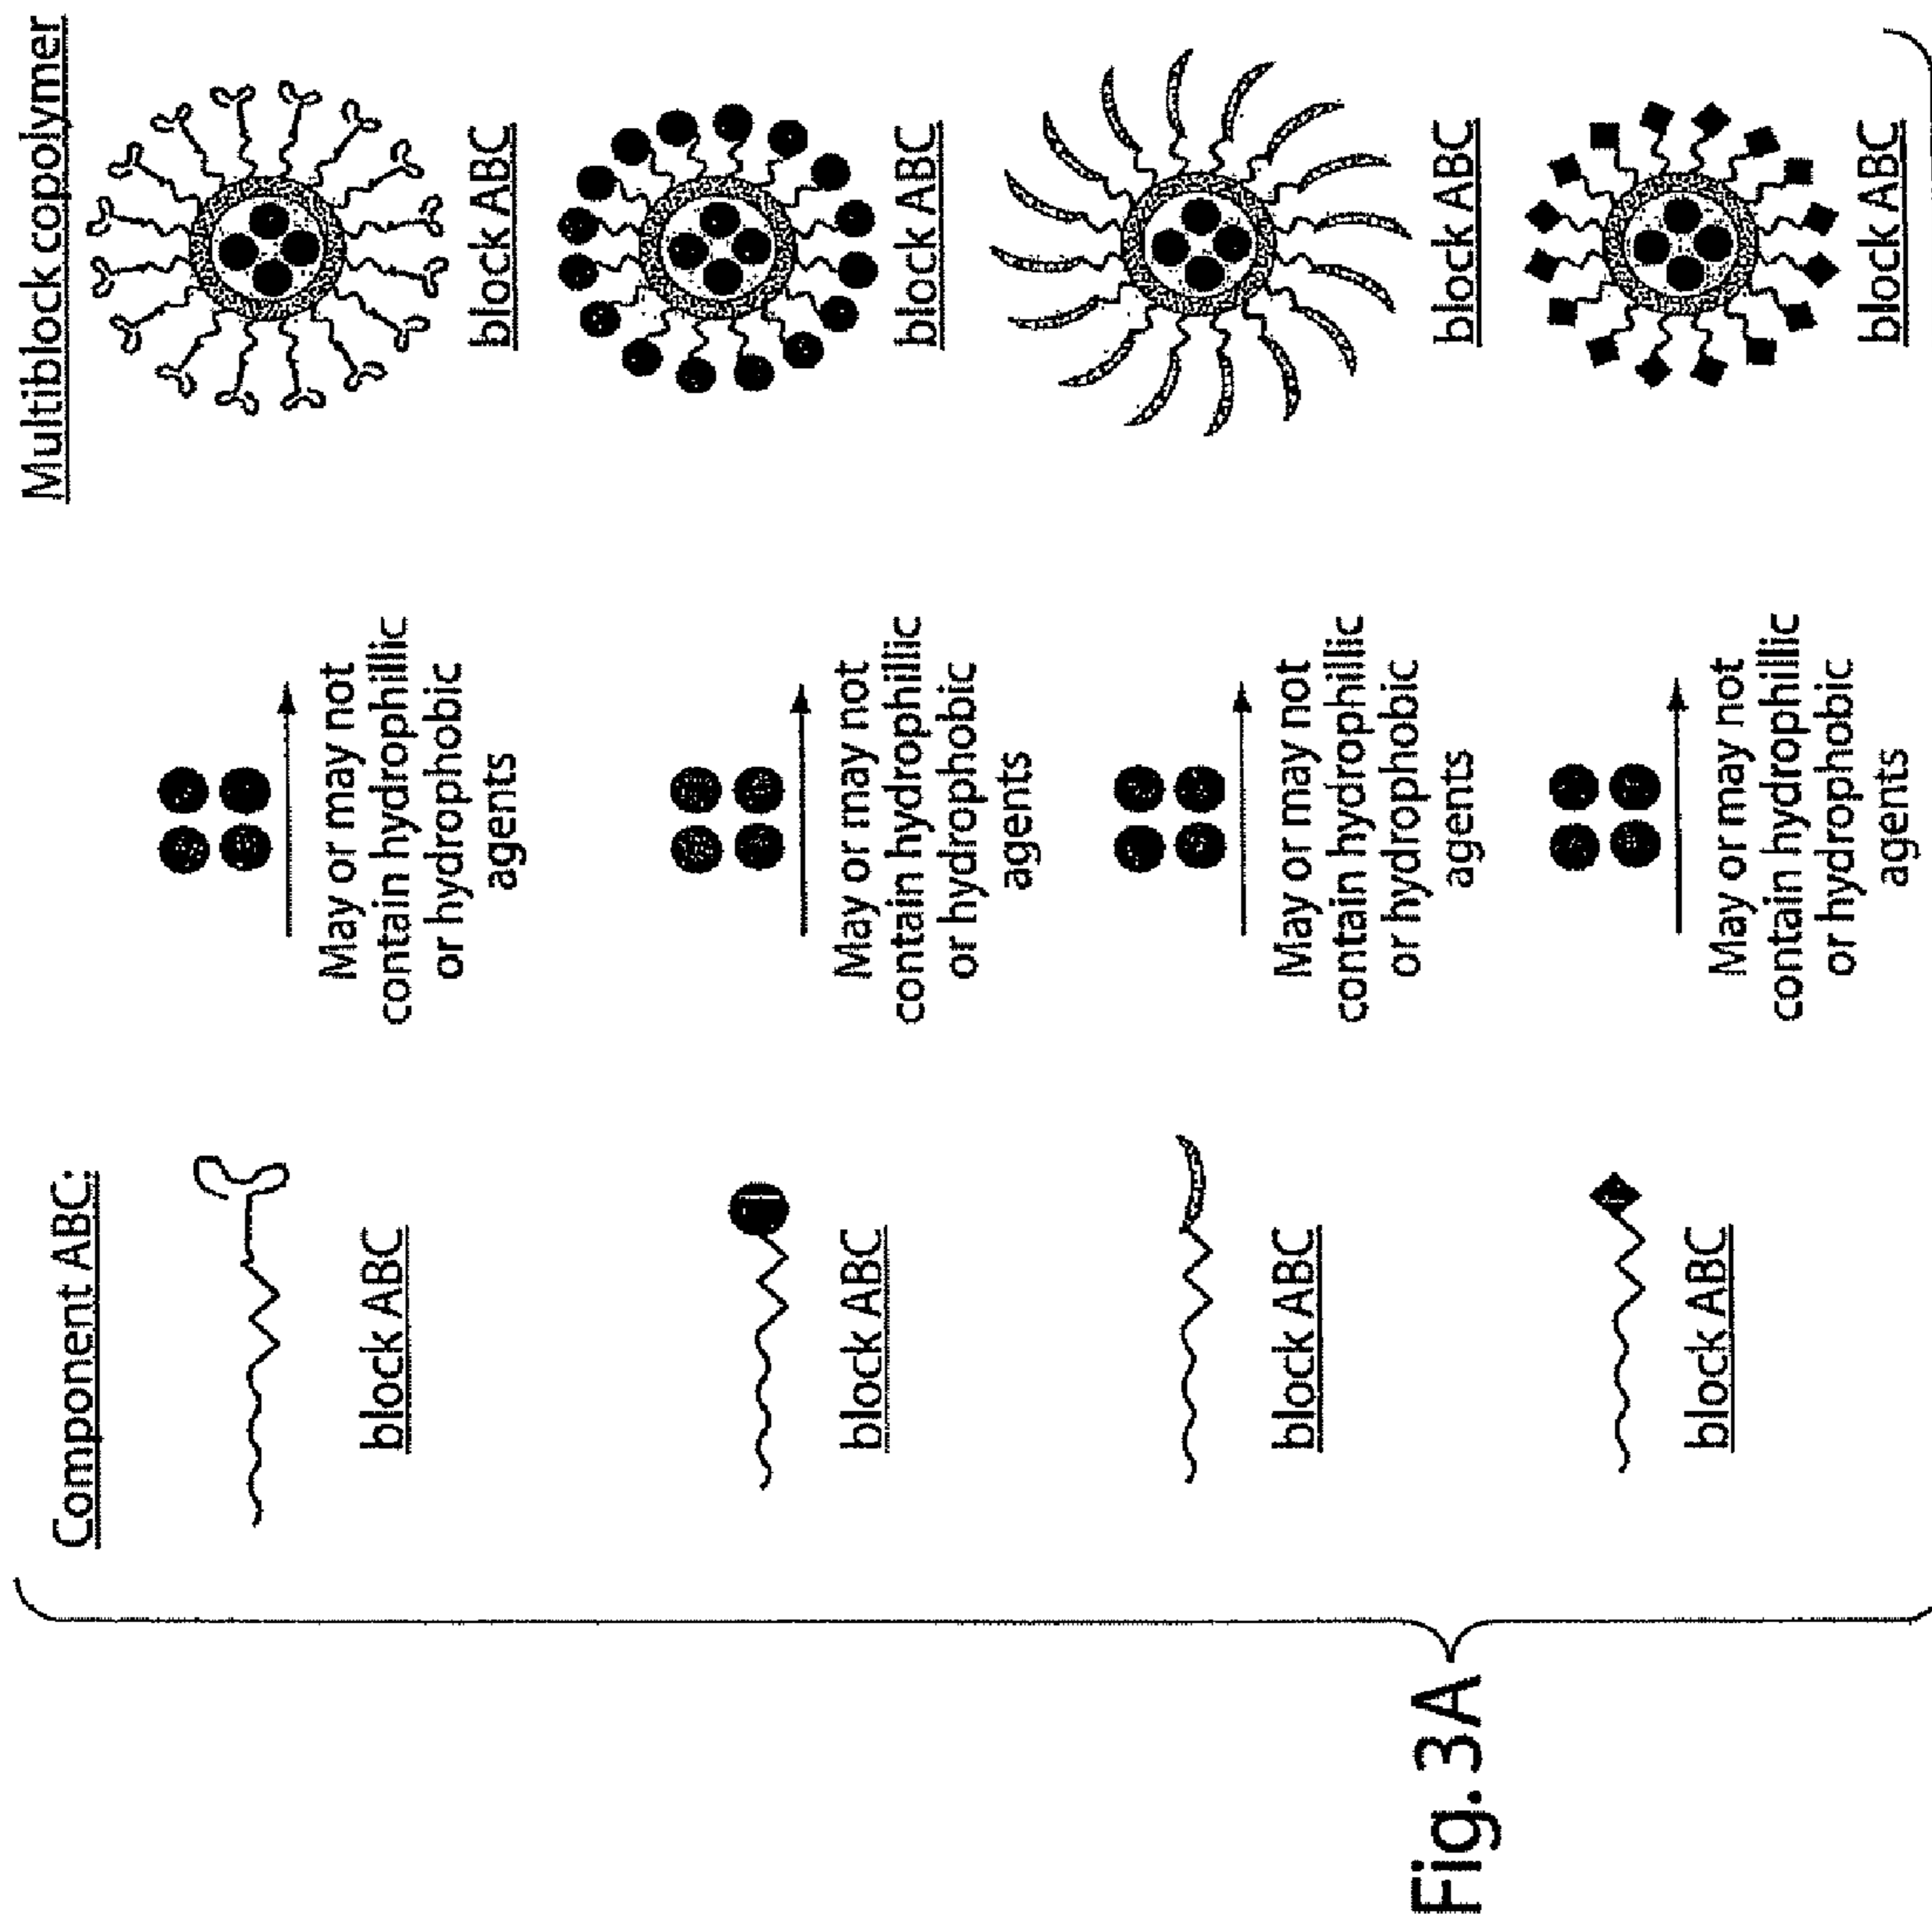 Component ABC:
Multiblock copolymer
block ABC
May or may not
contain hydrophillic
or hydrophobic
agents
block ABC
block ABC
May or may not
contain hydrophillic
or hydrophobic
agents
block ABC
block ABC
May or may not
contain hydrophillic
or hydrophobic
agents
block ABC
block ABC
May or may not
contain hydrophillic
or hydrophobic
agents
block ABC
Fig. 3A